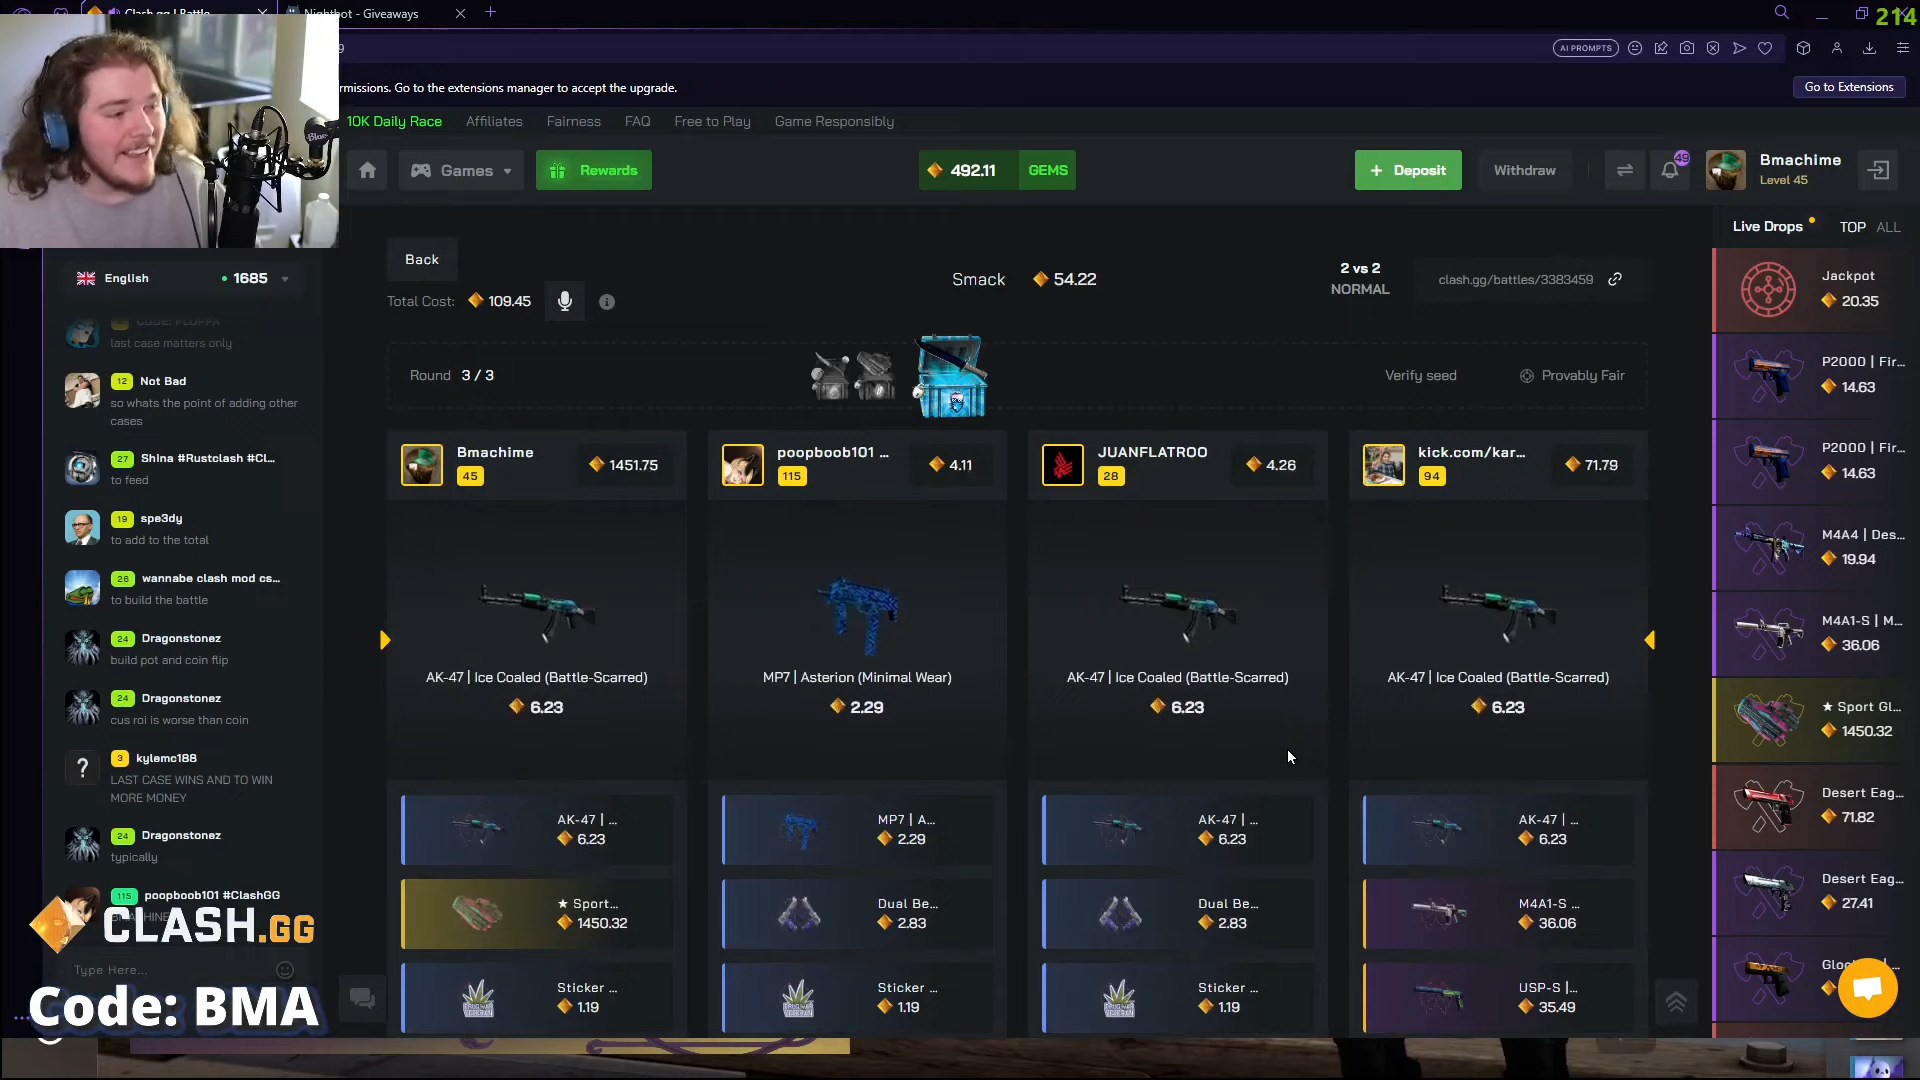 Clash.gg | Battle
Nightbot - Giveaways
214
9
AI PROMPTS
rmissions. Go to the extensions manager to accept the upgrade.
Go to Extensions
10K Daily Race
Affiliates
Fairness
FAQ
Free to Play
Game Responsibly
Games
Rewards
492.11
GEMS
+ Deposit
Withdraw
49
Bmachime
Level 45
Blue
English
1685
CODE: FLOPPA
last case matters only
12 Not Bad
so whats the point of adding other
cases
27 Shina #Rustclash #Cl...
to feed
19 spe3dy
to add to the total
26 wannabe clash mod cs...
to build the battle
24 Dragonstonez
build pot and coin flip
24 Dragonstonez
cus roi is worse than coin
? 3 kylemc188
LAST CASE WINS AND TO WIN
MORE MONEY
24 Dragonstonez
typically
115 poopboob101 #ClashGG
CLASH.GG
Type Here...
Code: BMA
Back
Total Cost: 109.45
Smack 54.22
2 vs 2
NORMAL
clash.gg/battles/3383459
Round 3 / 3
Verify seed
Provably Fair
Bmachime
45
1451.75
poopboob101 ...
115
4.11
JUANFLATROO
28
4.26
kick.com/kar...
94
71.79
AK-47 | Ice Coaled (Battle-Scarred)
6.23
MP7 | Asterion (Minimal Wear)
2.29
AK-47 | Ice Coaled (Battle-Scarred)
6.23
AK-47 | Ice Coaled (Battle-Scarred)
6.23
AK-47 | ...
6.23
MP7 | A...
2.29
AK-47 | ...
6.23
AK-47 | ...
6.23
★ Sport...
1450.32
Dual Be...
2.83
Dual Be...
2.83
M4A1-S ...
36.06
Sticker ...
1.19
Sticker ...
1.19
Sticker ...
1.19
USP-S |...
35.49
Live Drops
TOP
ALL
Jackpot
20.35
P2000 | Fir...
14.63
P2000 | Fir...
14.63
M4A4 | Des...
19.94
M4A1-S | M...
36.06
★ Sport Gl...
1450.32
Desert Eag...
71.82
Desert Eag...
27.41